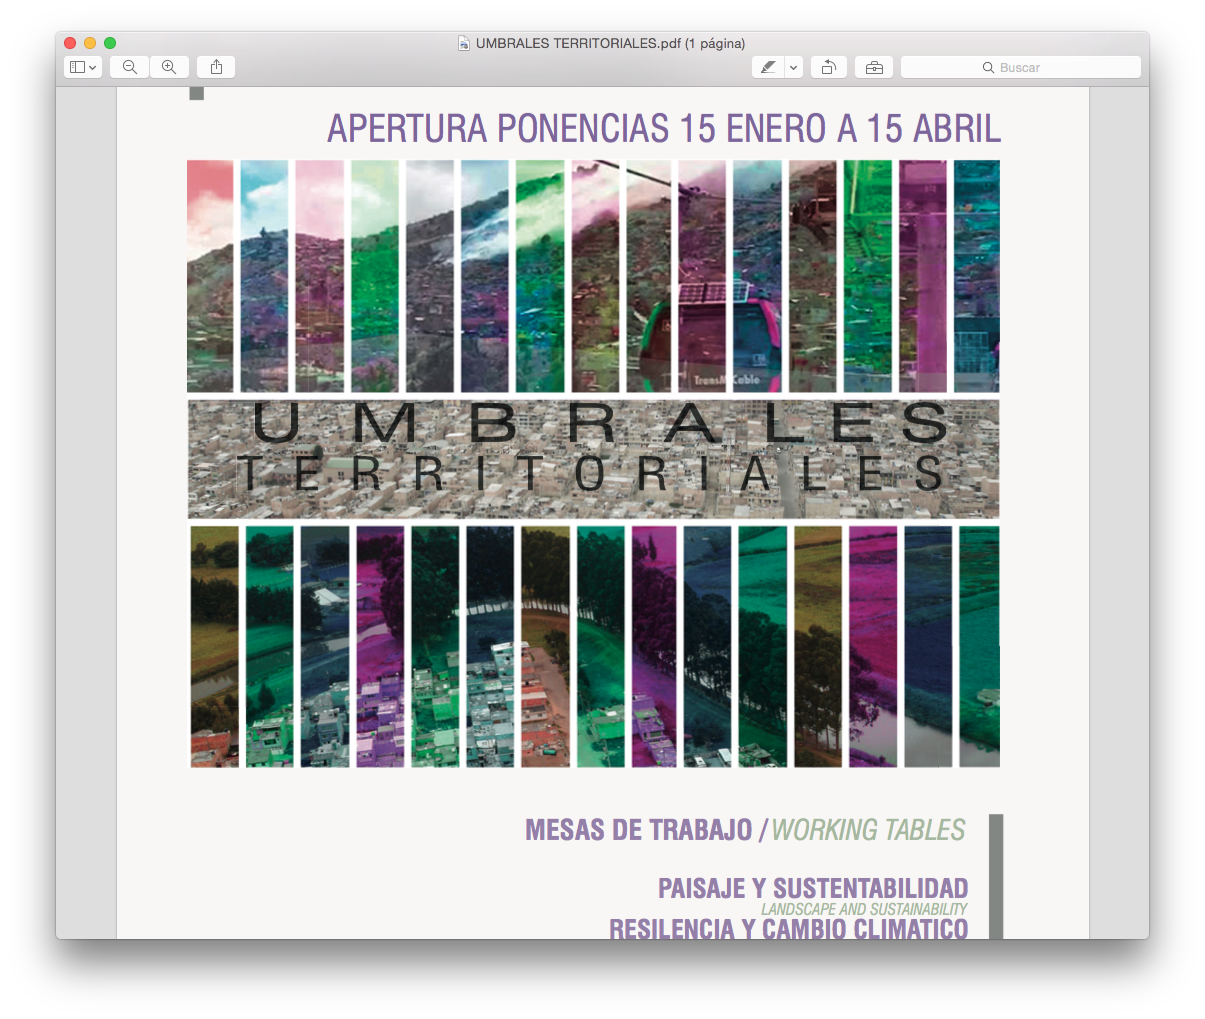 UMBRALES TERRITORIALES.pdf (1 página)
Buscar
APERTURA PONENCIAS 15 ENERO A 15 ABRIL
TransMiCable
UMBRALES
TERRITORIALES
MESAS DE TRABAJO / WORKING TABLES
PAISAJE Y SUSTENTABILIDAD
LANDSCAPE AND SUSTAINABILITY
RESILENCIA Y CAMBIO CLIMATICO